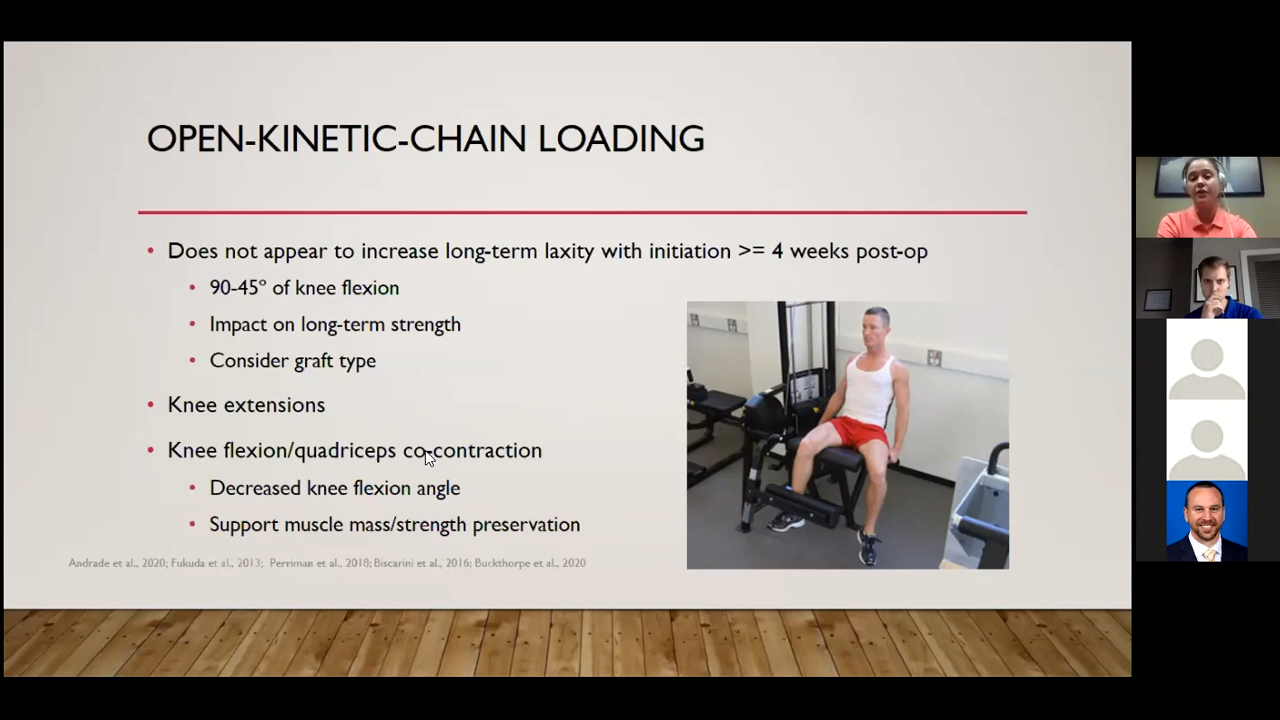 OPEN-KINETIC-CHAIN LOADING
• Does not appear to increase long-term laxity with initiation >= 4 weeks post-op
• 90-45° of knee flexion
• Impact on long-term strength
• Consider graft type
• Knee extensions
• Knee flexion/quadriceps co-contraction
• Decreased knee flexion angle
• Support muscle mass/strength preservation
Andrade et al., 2020; Fukuda et al., 2013; Perriman et al., 2018; Biscarini et al., 2016; Buckthorpe et al., 2020